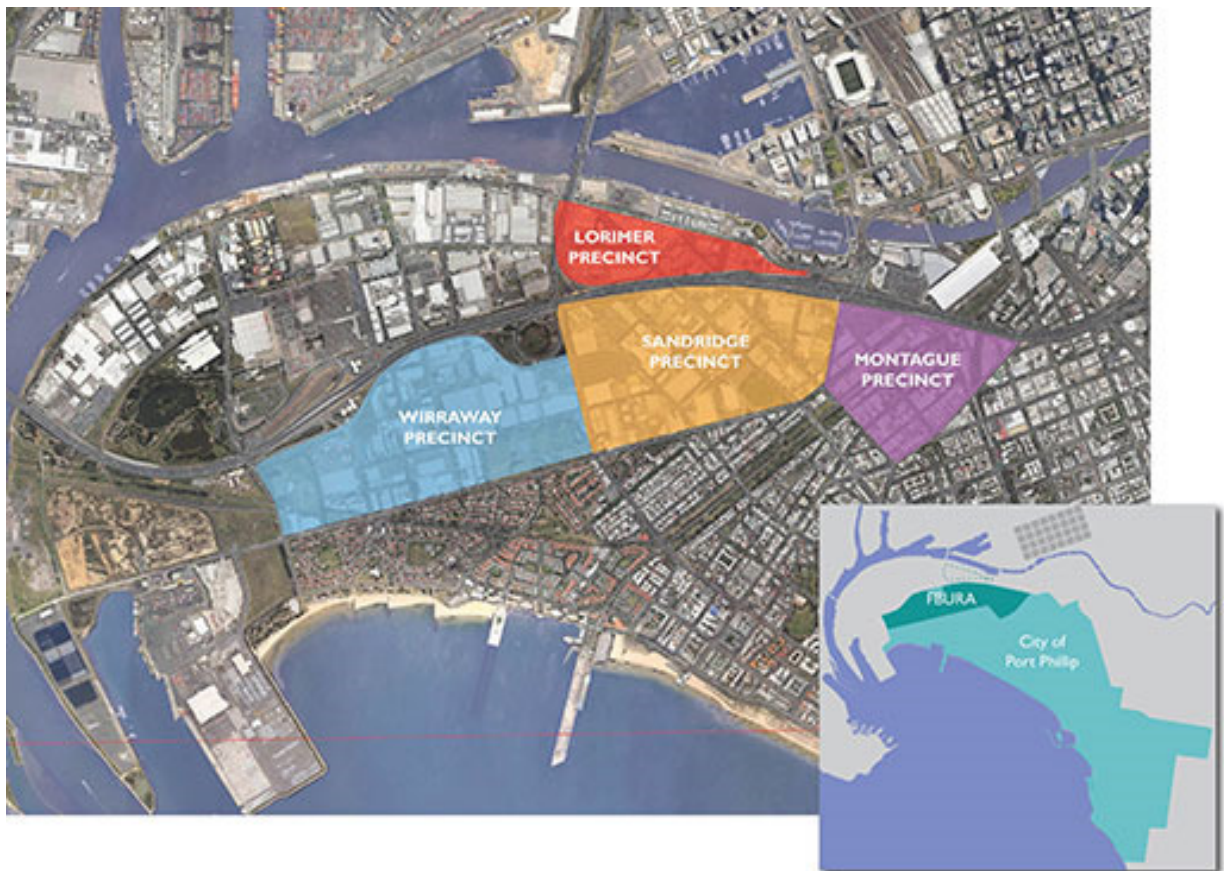 LORIMER
PRECINCT
SANDRIDGE
PRECINCT
MONTAGUE
PRECINCT
WIRRAWAY
PRECINCT
FBURA
City of
Port Phillip